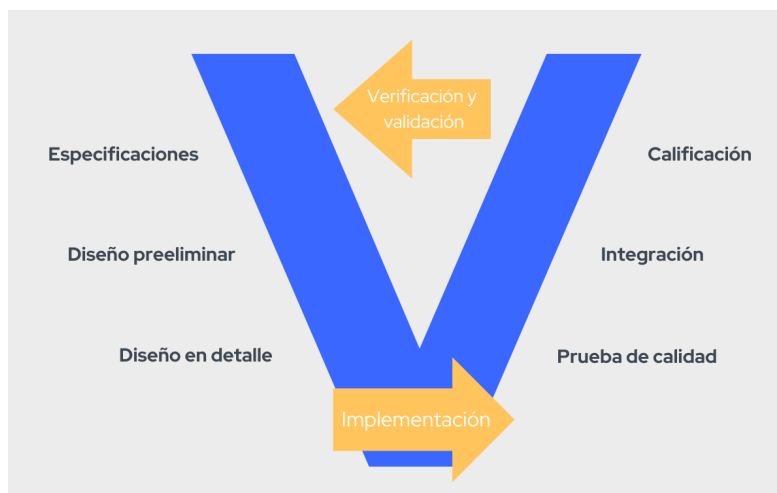 Verificación y
validación
Especificaciones
Calificación
Diseño preeliminar
Integración
Diseño en detalle
Prueba de calidad
Implementación